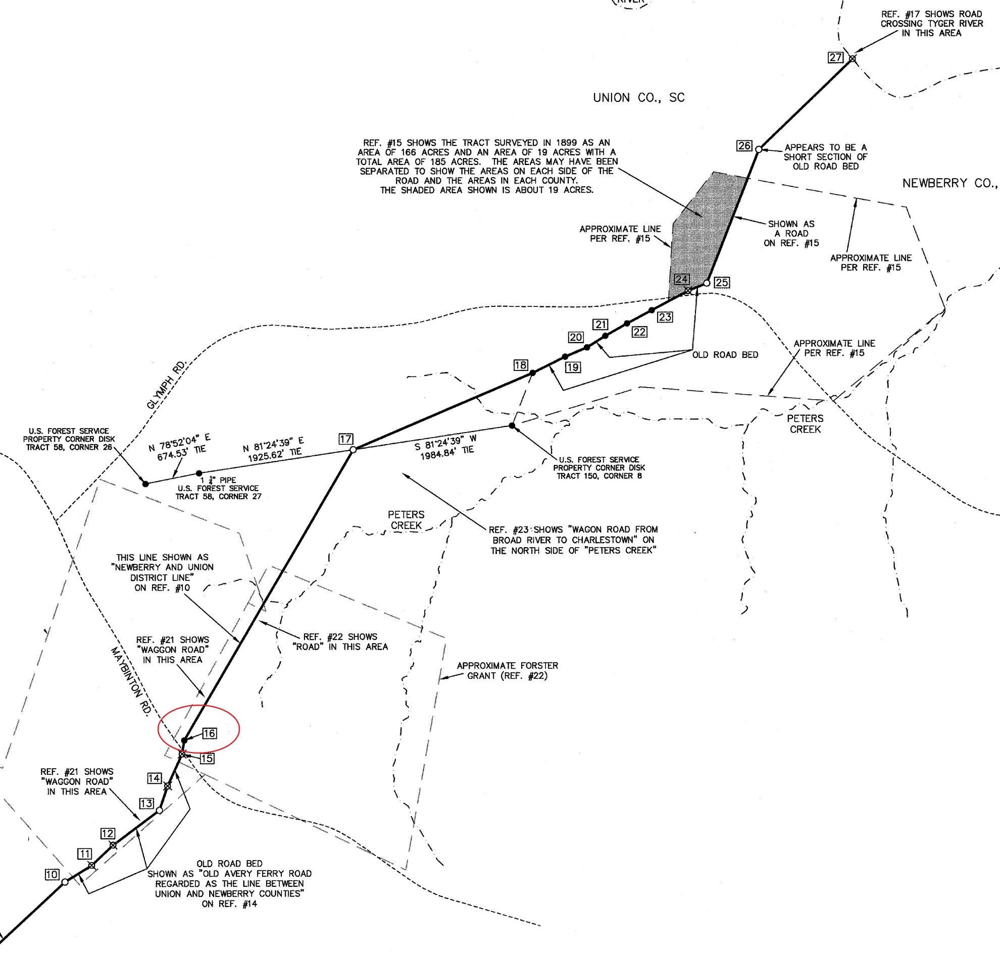 RIVER
REF. #17 SHOWS ROAD
CROSSING TYGER RIVER
IN THIS AREA
27
UNION CO., SC
REF. #15 SHOWS THE TRACT SURVEYED IN 1899 AS AN
AREA OF 166 ACRES AND AN AREA OF 19 ACRES WITH A
TOTAL AREA OF 185 ACRES. THE AREAS MAY HAVE BEEN
SEPARATED TO SHOW THE AREAS ON EACH SIDE OF THE
ROAD AND THE AREAS IN EACH COUNTY.
THE SHADED AREA SHOWN IS ABOUT 19 ACRES.
26
APPEARS TO BE A
SHORT SECTION OF
OLD ROAD BED
NEWBERRY CO.,
APPROXIMATE LINE
PER REF. #15
SHOWN AS
A ROAD
ON REF. #15
APPROXIMATE LINE
PER REF. #15
24
25
23
22
21
20
19
18
OLD ROAD BED
APPROXIMATE LINE
PER REF. #15
GLYMPH RD.
PETERS
CREEK
U.S. FOREST SERVICE
PROPERTY CORNER DISK
TRACT 58, CORNER 26
N 78°52'04" E
674.53' TIE
N 81°24'39" E
1925.62' TIE
17
S 81°24'39" W
1984.84' TIE
U.S. FOREST SERVICE
PROPERTY CORNER DISK
TRACT 150, CORNER 8
1 ¼" PIPE
U.S. FOREST SERVICE
TRACT 58, CORNER 27
PETERS
CREEK
REF. #23 SHOWS "WAGON ROAD FROM
BROAD RIVER TO CHARLESTOWN" ON
THE NORTH SIDE OF "PETERS CREEK"
THIS LINE SHOWN AS
"NEWBERRY AND UNION
DISTRICT LINE"
ON REF. #10
REF. #21 SHOWS
"WAGGON ROAD"
IN THIS AREA
REF. #22 SHOWS
"ROAD" IN THIS AREA
MAYBINTON RD.
APPROXIMATE FORSTER
GRANT (REF. #22)
16
15
14
REF. #21 SHOWS
"WAGGON ROAD"
IN THIS AREA
13
12
11
10
OLD ROAD BED
SHOWN AS "OLD AVERY FERRY ROAD
REGARDED AS THE LINE BETWEEN
UNION AND NEWBERRY COUNTIES"
ON REF. #14